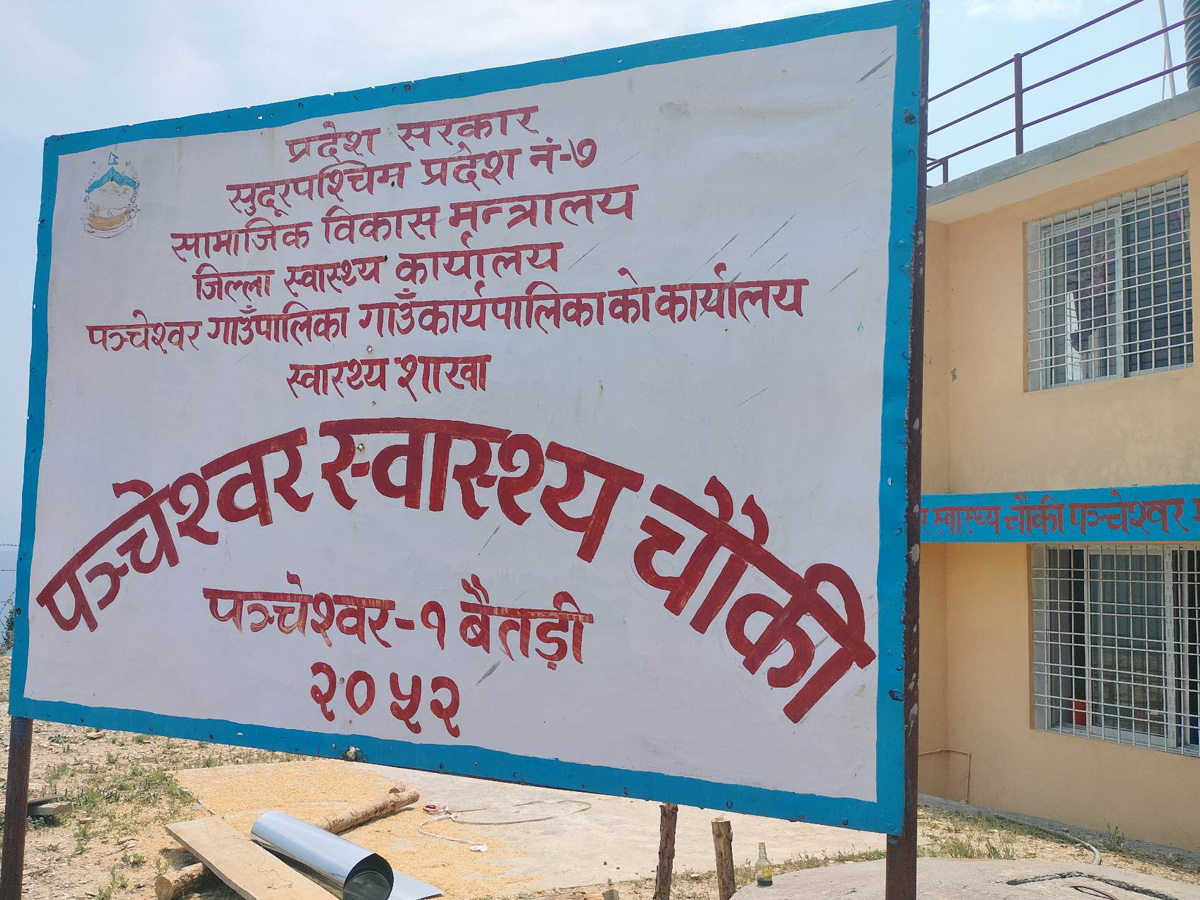 प्रदेश सरकार
सुदूरपश्चिम प्रदेश नं-७
सामाजिक विकास मन्त्रालय
जिल्ला स्वास्थ्य कार्यालय
पञ्चेश्वर गाउँपालिका गाउँकार्यपालिकाको कार्यालय
स्वास्थ्य शाखा
पञ्चेश्वर स्वास्थ्य चौकी
पञ्चेश्वर-१ बैतडी
२०५२
स्वास्थ्य चौकी पञ्चेश्वर